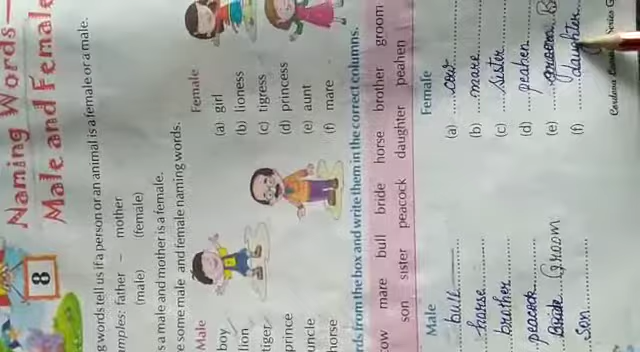 8
Naming Words—
Male and Female
g words tell us if a person or an animal is a female or a male.
mples: father – mother
(male) (female)
s a male and mother is a female.
e some male and female naming words.
Male Female
boy (a) girl
lion (b) lioness
tiger (c) tigress
prince (d) princess
uncle (e) aunt
horse (f) mare
rds from the box and write them in the correct columns.
cow mare bull bride horse brother groom
son sister peacock daughter peahen
Male Female
bull (a) cow
horse (b) mare
brother (c) sister
peacock (d) peahen
bride Groom (e) groom B
son (f) daughter
Series G